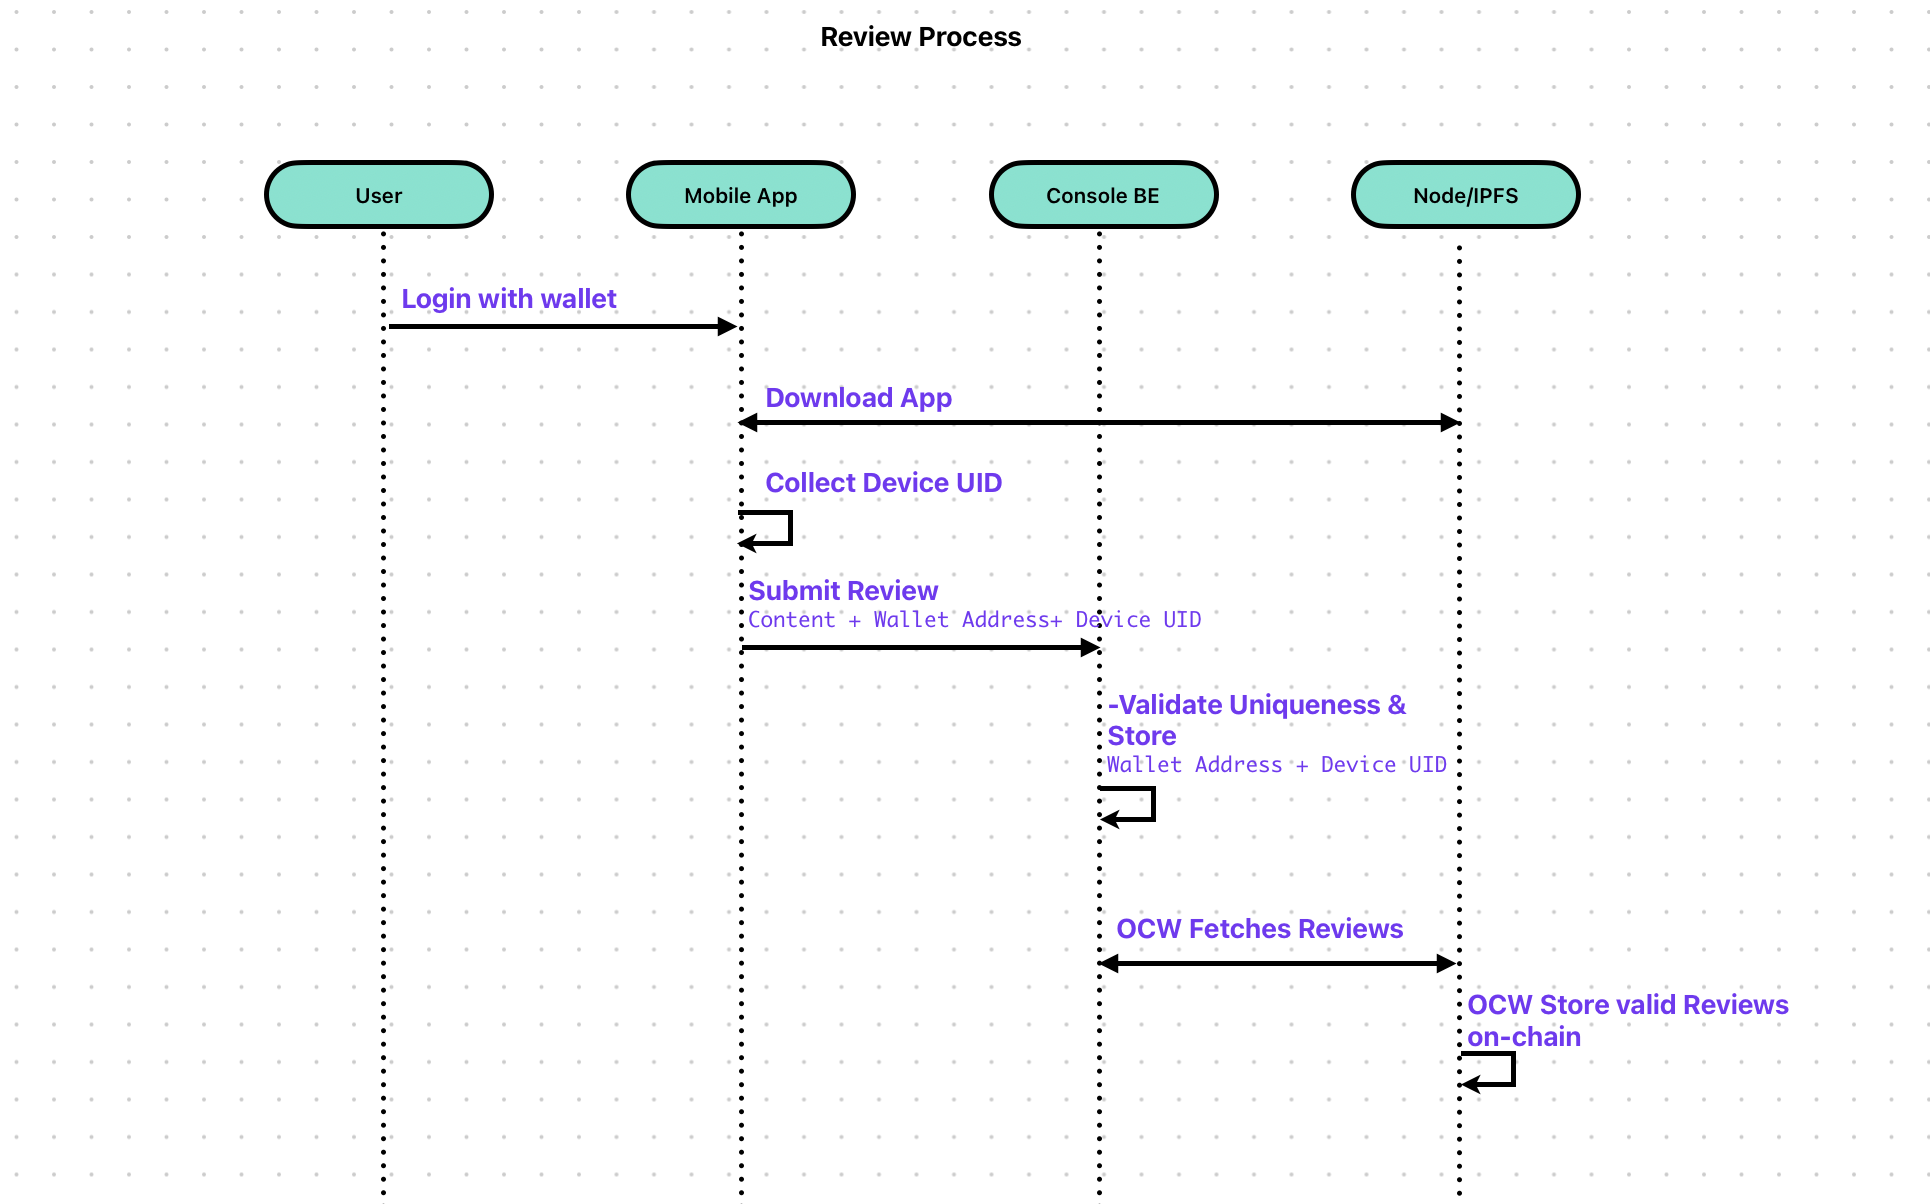 Review Process
User
Mobile App
Console BE
Node/IPFS
Login with wallet
Download App
Collect Device UID
Submit Review
Content + Wallet Address+ Device UID
-Validate Uniqueness &
Store
Wallet Address + Device UID
OCW Fetches Reviews
OCW Store valid Reviews
on-chain